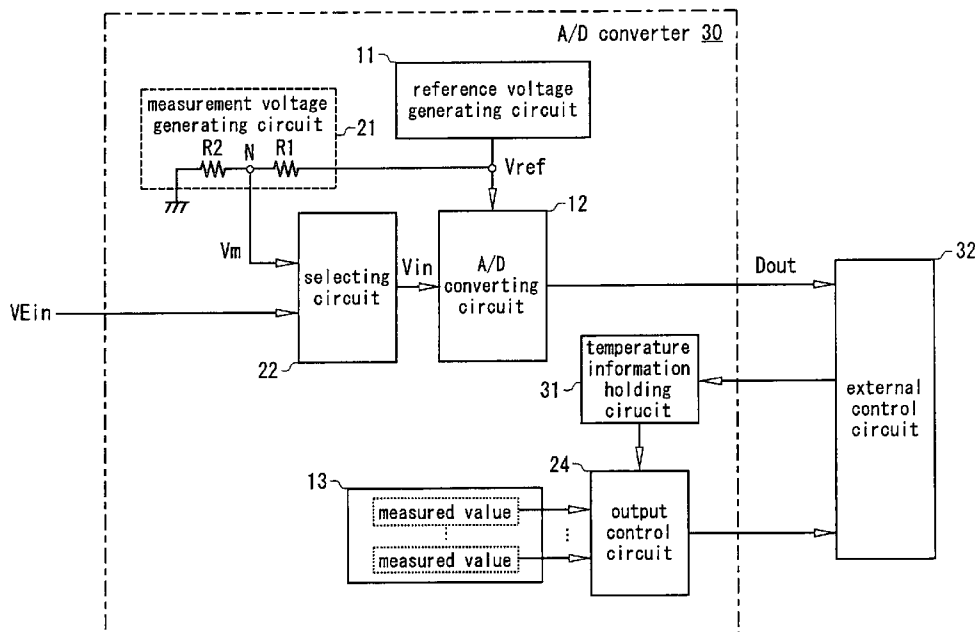 A/D converter 30
11
reference voltage
generating circuit
measurement voltage
generating circuit
21
R2
N
R1
Vref
12
Vm
selecting
circuit
Vin
A/D
converting
circuit
Dout
32
VEin
22
temperature
information
holding
cirucit
31
external
control
circuit
24
13
measured value
measured value
output
control
circuit